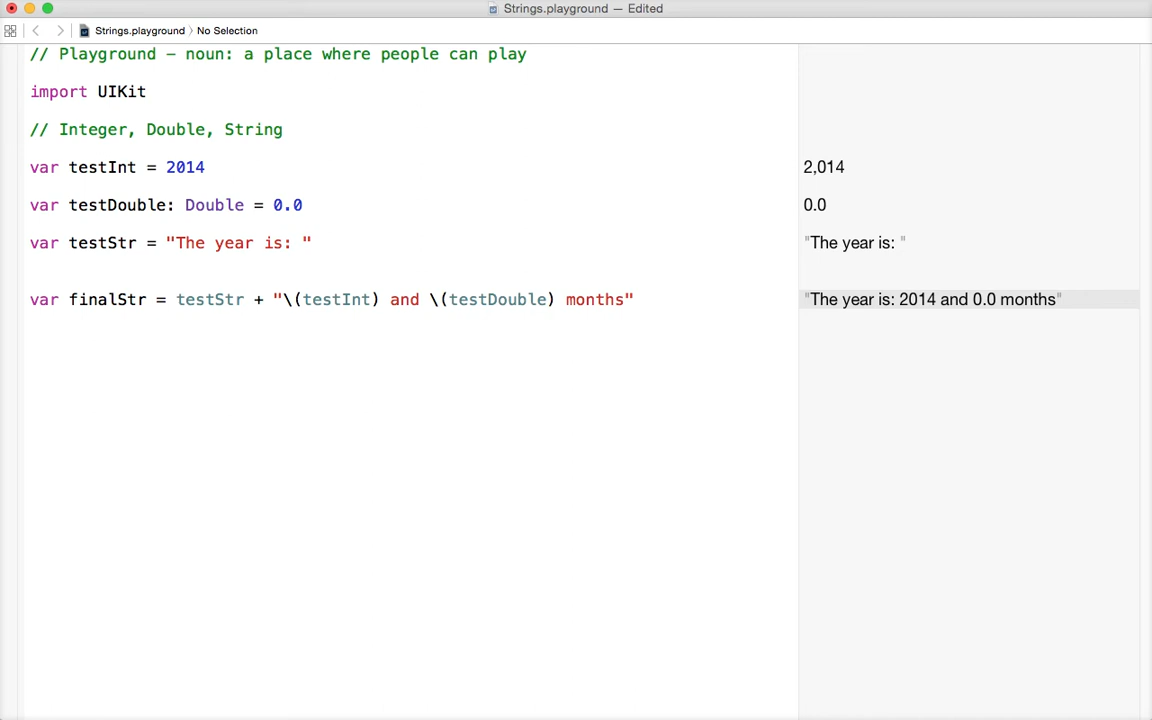 Strings.playground — Edited
Strings.playground 〉 No Selection
// Playground - noun: a place where people can play
import UIKit
// Integer, Double, String
var testInt = 2014
2,014
var testDouble: Double = 0.0
0.0
var testStr = "The year is: "
"The year is: "
var finalStr = testStr + "\(testInt) and \(testDouble) months"
"The year is: 2014 and 0.0 months"